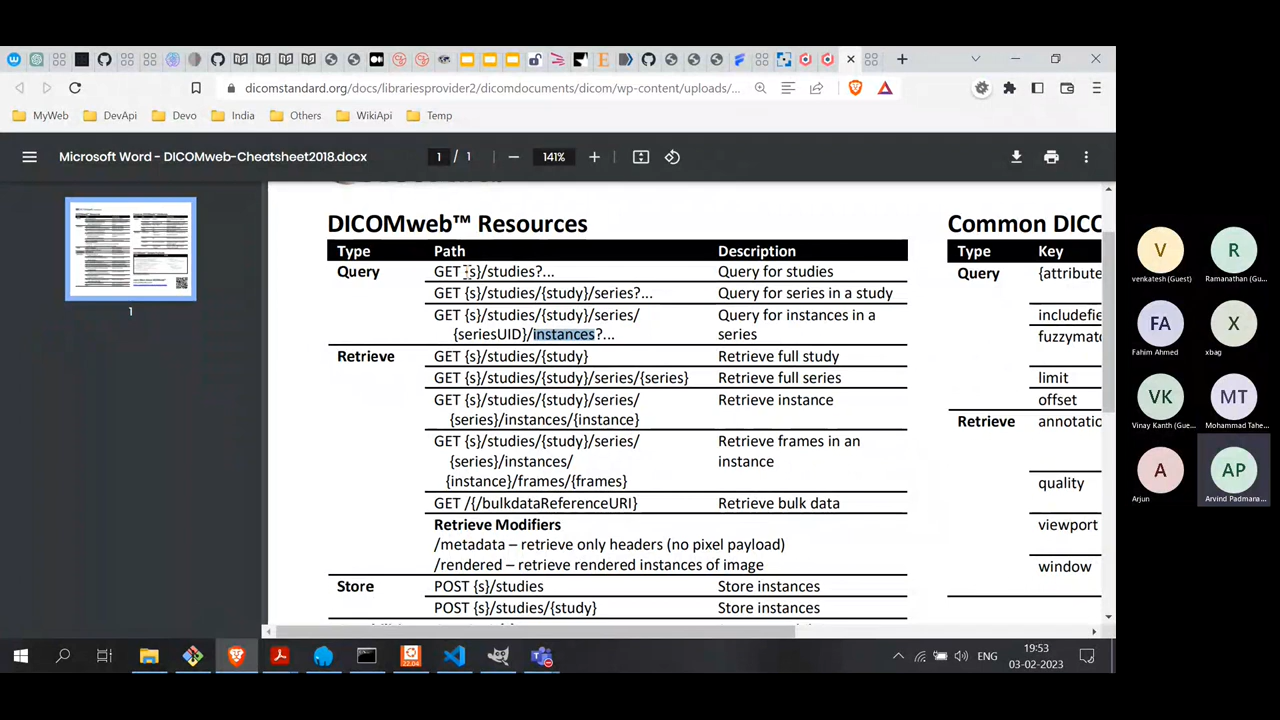 dicomstandard.org/docs/librariesprovider2/dicomdocuments/dicom/wp-content/uploads/...
MyWeb
DevApi
Devo
India
Others
WikiApi
Temp
Microsoft Word - DICOMweb-Cheatsheet2018.docx
1 / 1
141%
1
DICOMweb™ Resources
Type Path Description
Query GET {s}/studies?... Query for studies
GET {s}/studies/{study}/series?... Query for series in a study
GET {s}/studies/{study}/series/ Query for instances in a
{seriesUID}/instances?... series
Retrieve GET {s}/studies/{study} Retrieve full study
GET {s}/studies/{study}/series/{series} Retrieve full series
GET {s}/studies/{study}/series/ Retrieve instance
{series}/instances/{instance}
GET {s}/studies/{study}/series/ Retrieve frames in an
{series}/instances/ instance
{instance}/frames/{frames}
GET /{/bulkdataReferenceURI} Retrieve bulk data
Retrieve Modifiers
/metadata – retrieve only headers (no pixel payload)
/rendered – retrieve rendered instances of image
Store POST {s}/studies Store instances
POST {s}/studies/{study} Store instances
Common DIC
Type Key
Query {attribute
includefie
fuzzymat
limit
offset
Retrieve annotatio
quality
viewport
window
V
venkatesh (Guest)
R
Ramanathan (Guest)
FA
Fahim Ahmed
X
xbag
VK
Vinay Kanth (Gue...
MT
Mohammad Tahe...
A
Arjun
AP
Arvind Padmana...
22.04
ENG
19:53
03-02-2023